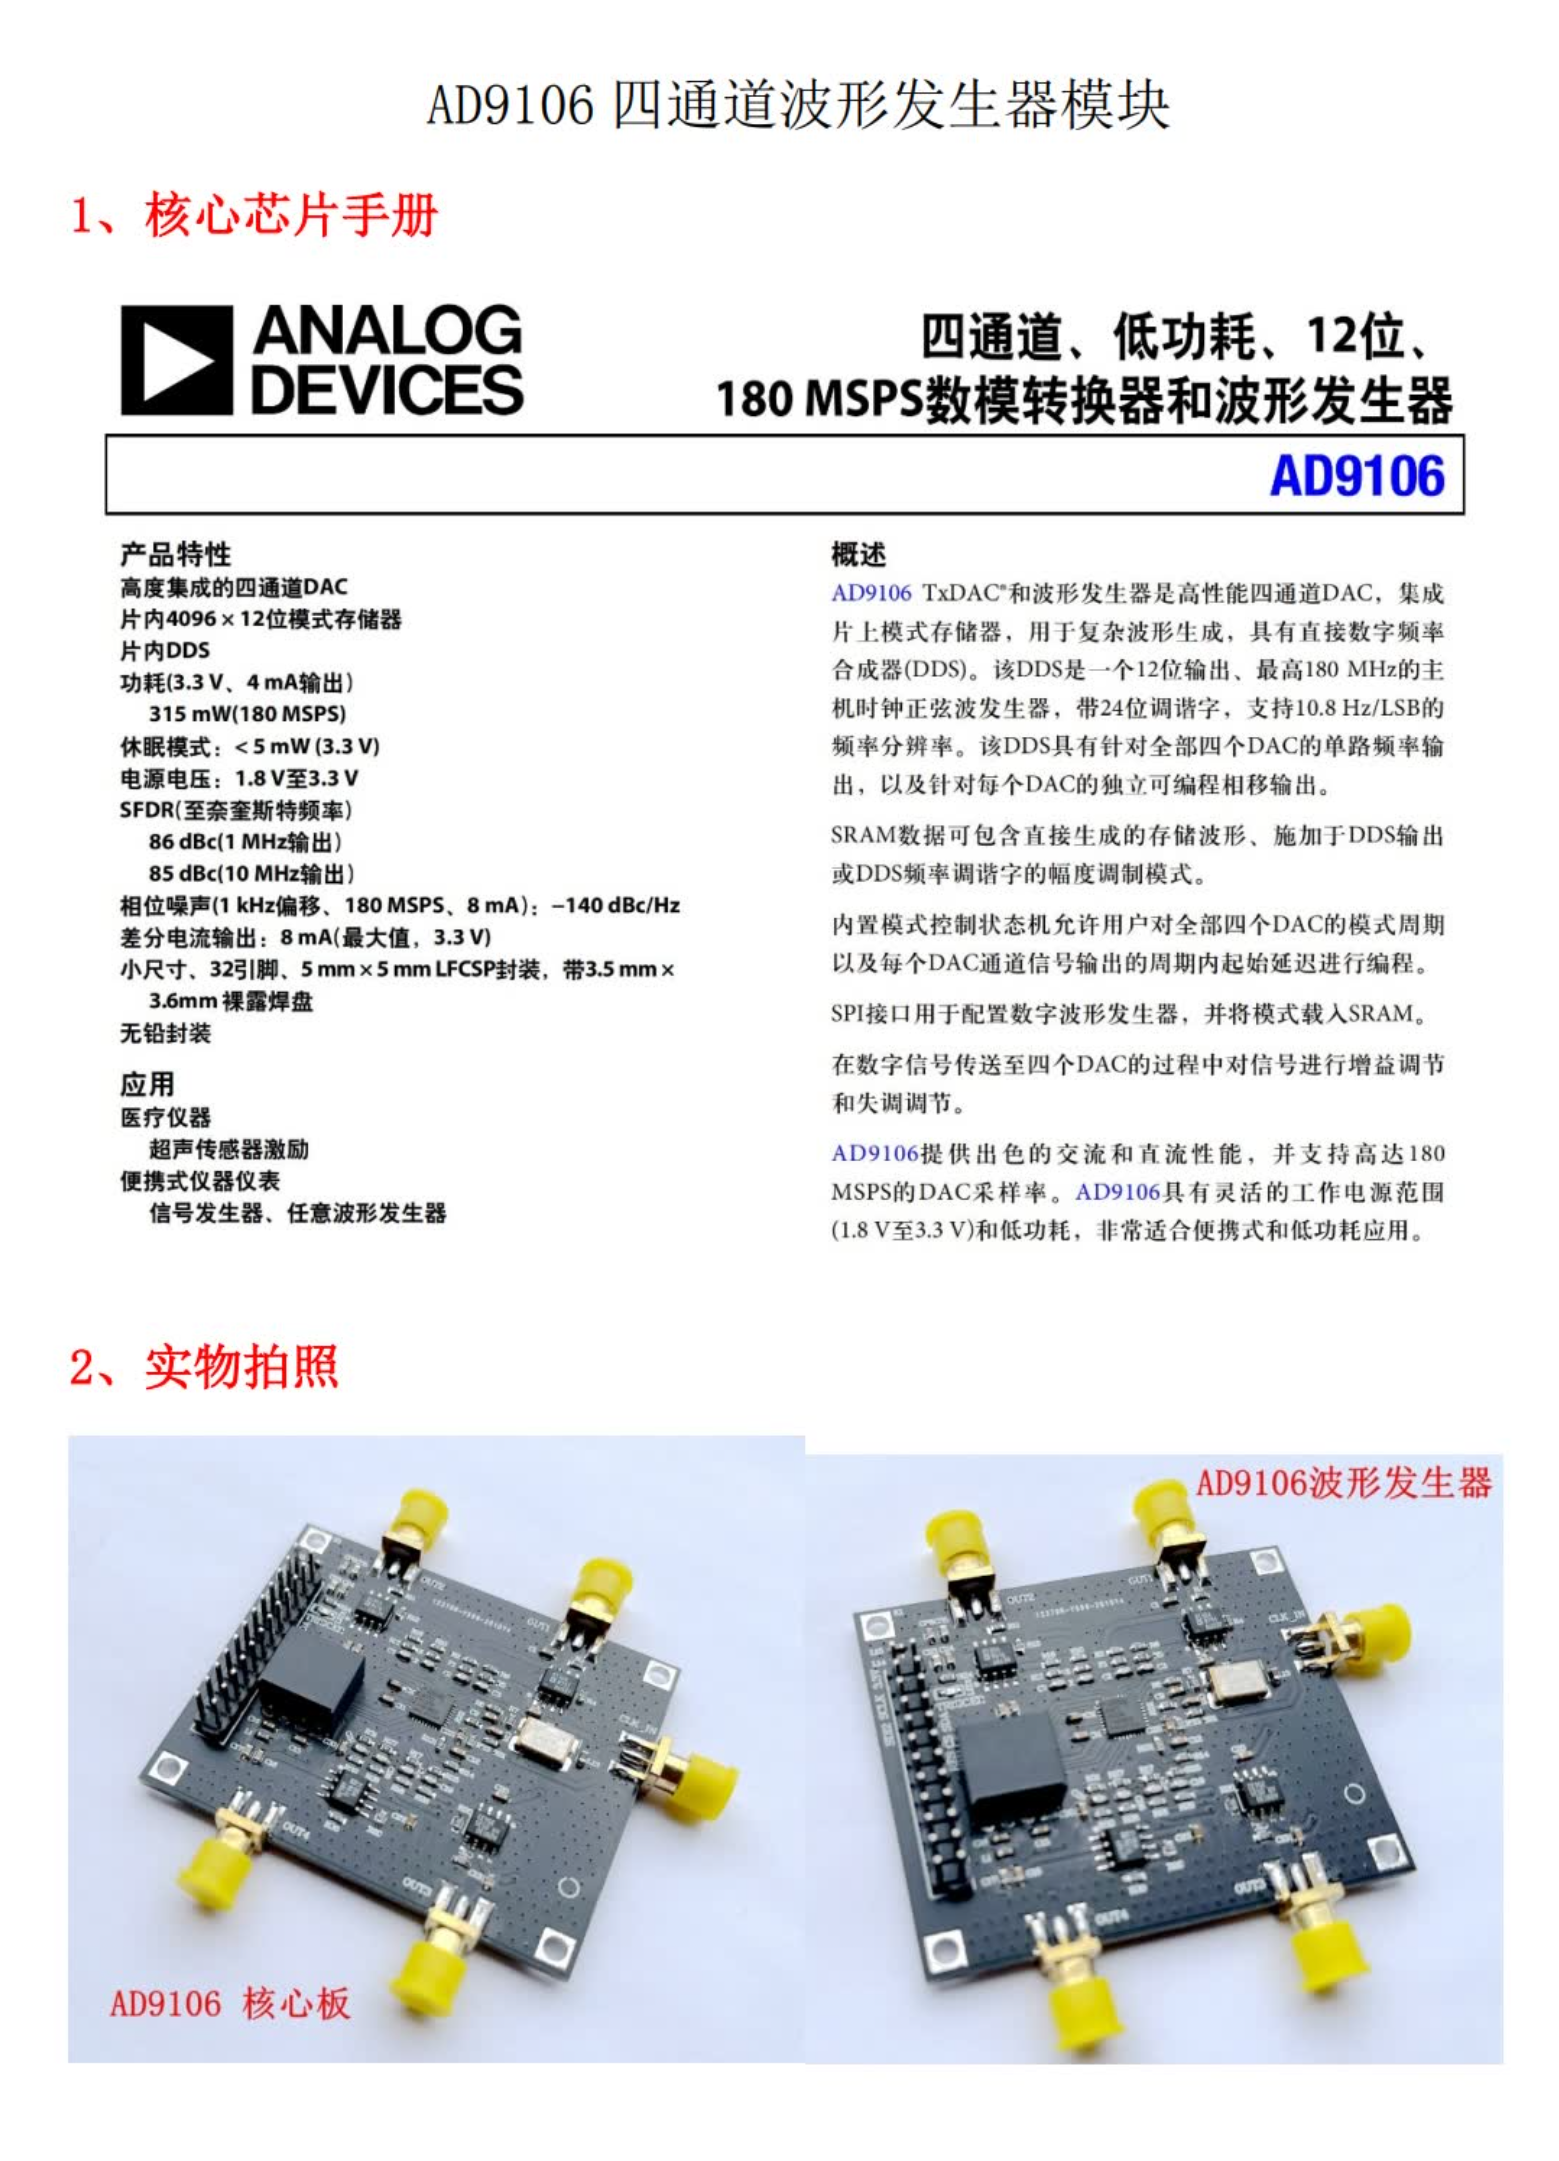 AD9106 四通道波形发生器模块
1、核心芯片手册
ANALOG
DEVICES
四通道、低功耗、12位、
180 MSPS数模转换器和波形发生器
AD9106
产品特性
高度集成的四通道DAC
片内4096 × 12位模式存储器
片内DDS
功耗(3.3 V、4 mA输出)
315 mW(180 MSPS)
休眠模式：< 5 mW (3.3 V)
电源电压：1.8 V至3.3 V
SFDR(至奈奎斯特频率)
86 dBc(1 MHz输出)
85 dBc(10 MHz输出)
相位噪声(1 kHz偏移、180 MSPS、8 mA)：−140 dBc/Hz
差分电流输出：8 mA(最大值，3.3 V)
小尺寸、32引脚、5 mm × 5 mm LFCSP封装，带3.5 mm ×
3.6mm 裸露焊盘
无铅封装
应用
医疗仪器
超声传感器激励
便携式仪器仪表
信号发生器、任意波形发生器
概述
AD9106 TxDAC®和波形发生器是高性能四通道DAC，集成
片上模式存储器，用于复杂波形生成，具有直接数字频率
合成器(DDS)。该DDS是一个12位输出、最高180 MHz的主
机时钟正弦波发生器，带24位调谐字，支持10.8 Hz/LSB的
频率分辨率。该DDS具有针对全部四个DAC的单路频率输
出，以及针对每个DAC的独立可编程相移输出。
SRAM数据可包含直接生成的存储波形、施加于DDS输出
或DDS频率调谐字的幅度调制模式。
内置模式控制状态机允许用户对全部四个DAC的模式周期
以及每个DAC通道信号输出的周期内起始延迟进行编程。
SPI接口用于配置数字波形发生器，并将模式载入SRAM。
在数字信号传送至四个DAC的过程中对信号进行增益调节
和失调调节。
AD9106提供出色的交流和直流性能，并支持高达180
MSPS的DAC采样率。AD9106具有灵活的工作电源范围
(1.8 V至3.3 V)和低功耗，非常适合便携式和低功耗应用。
2、实物拍照
OUT2
OUT1
CLK_IN
OUT4
OUT3
AD9106 核心板
AD9106波形发生器
OUT2
OUT1
CLK_IN
OUT3
OUT4